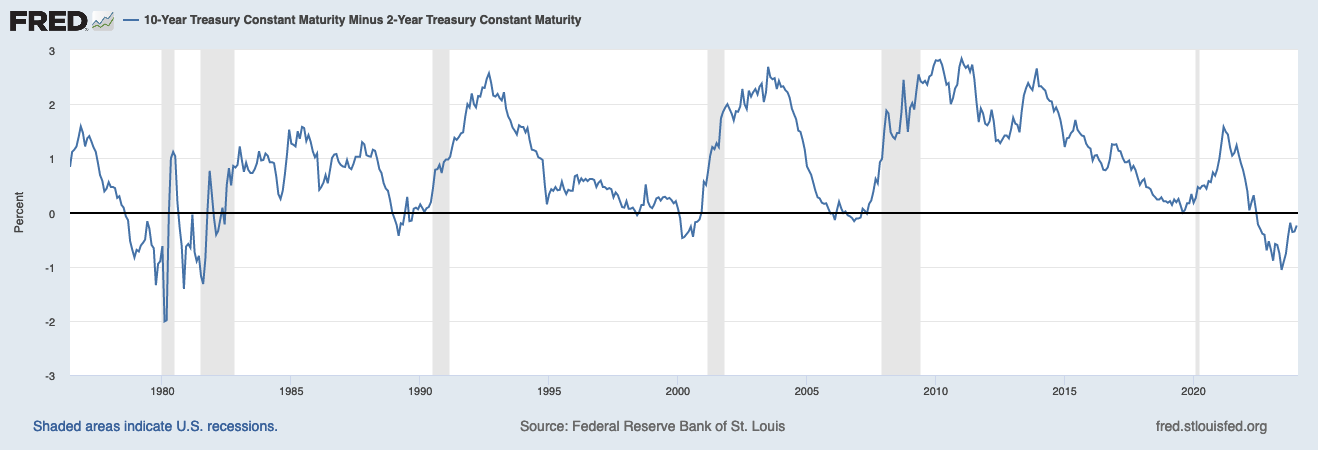 FRED
10-Year Treasury Constant Maturity Minus 2-Year Treasury Constant Maturity
Percent
3
2
1
0
-1
-2
-3
1980 1985 1990 1995 2000 2005 2010 2015 2020
Shaded areas indicate U.S. recessions. Source: Federal Reserve Bank of St. Louis fred.stlouisfed.org